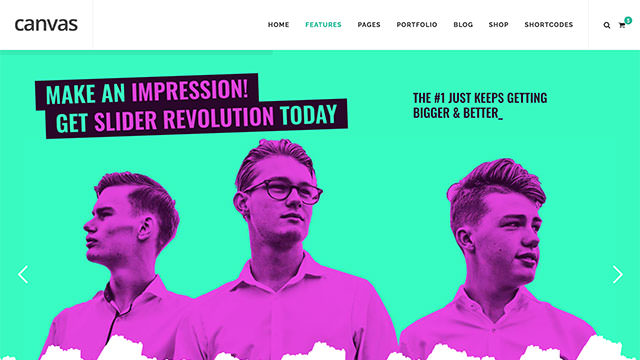 canvas
HOME FEATURES PAGES PORTFOLIO BLOG SHOP SHORTCODES
5
MAKE AN IMPRESSION!
GET SLIDER REVOLUTION TODAY
THE #1 JUST KEEPS GETTING
BIGGER & BETTER_